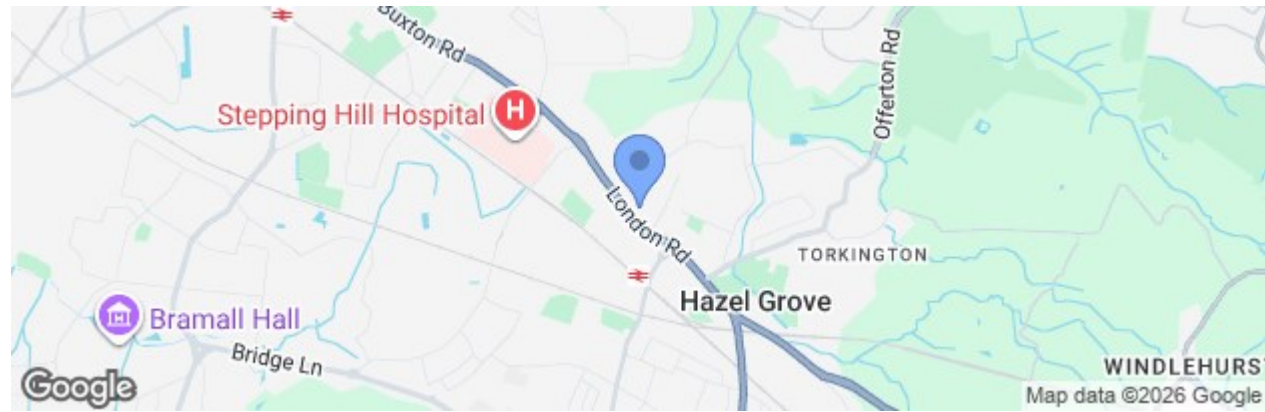 Buxton Rd
Offerton Rd
Stepping Hill Hospital
H
London Rd
TORKINGTON
Hazel Grove
Bramall Hall
Bridge Ln
WINDLEHURST
Google
Map data ©2026 Google